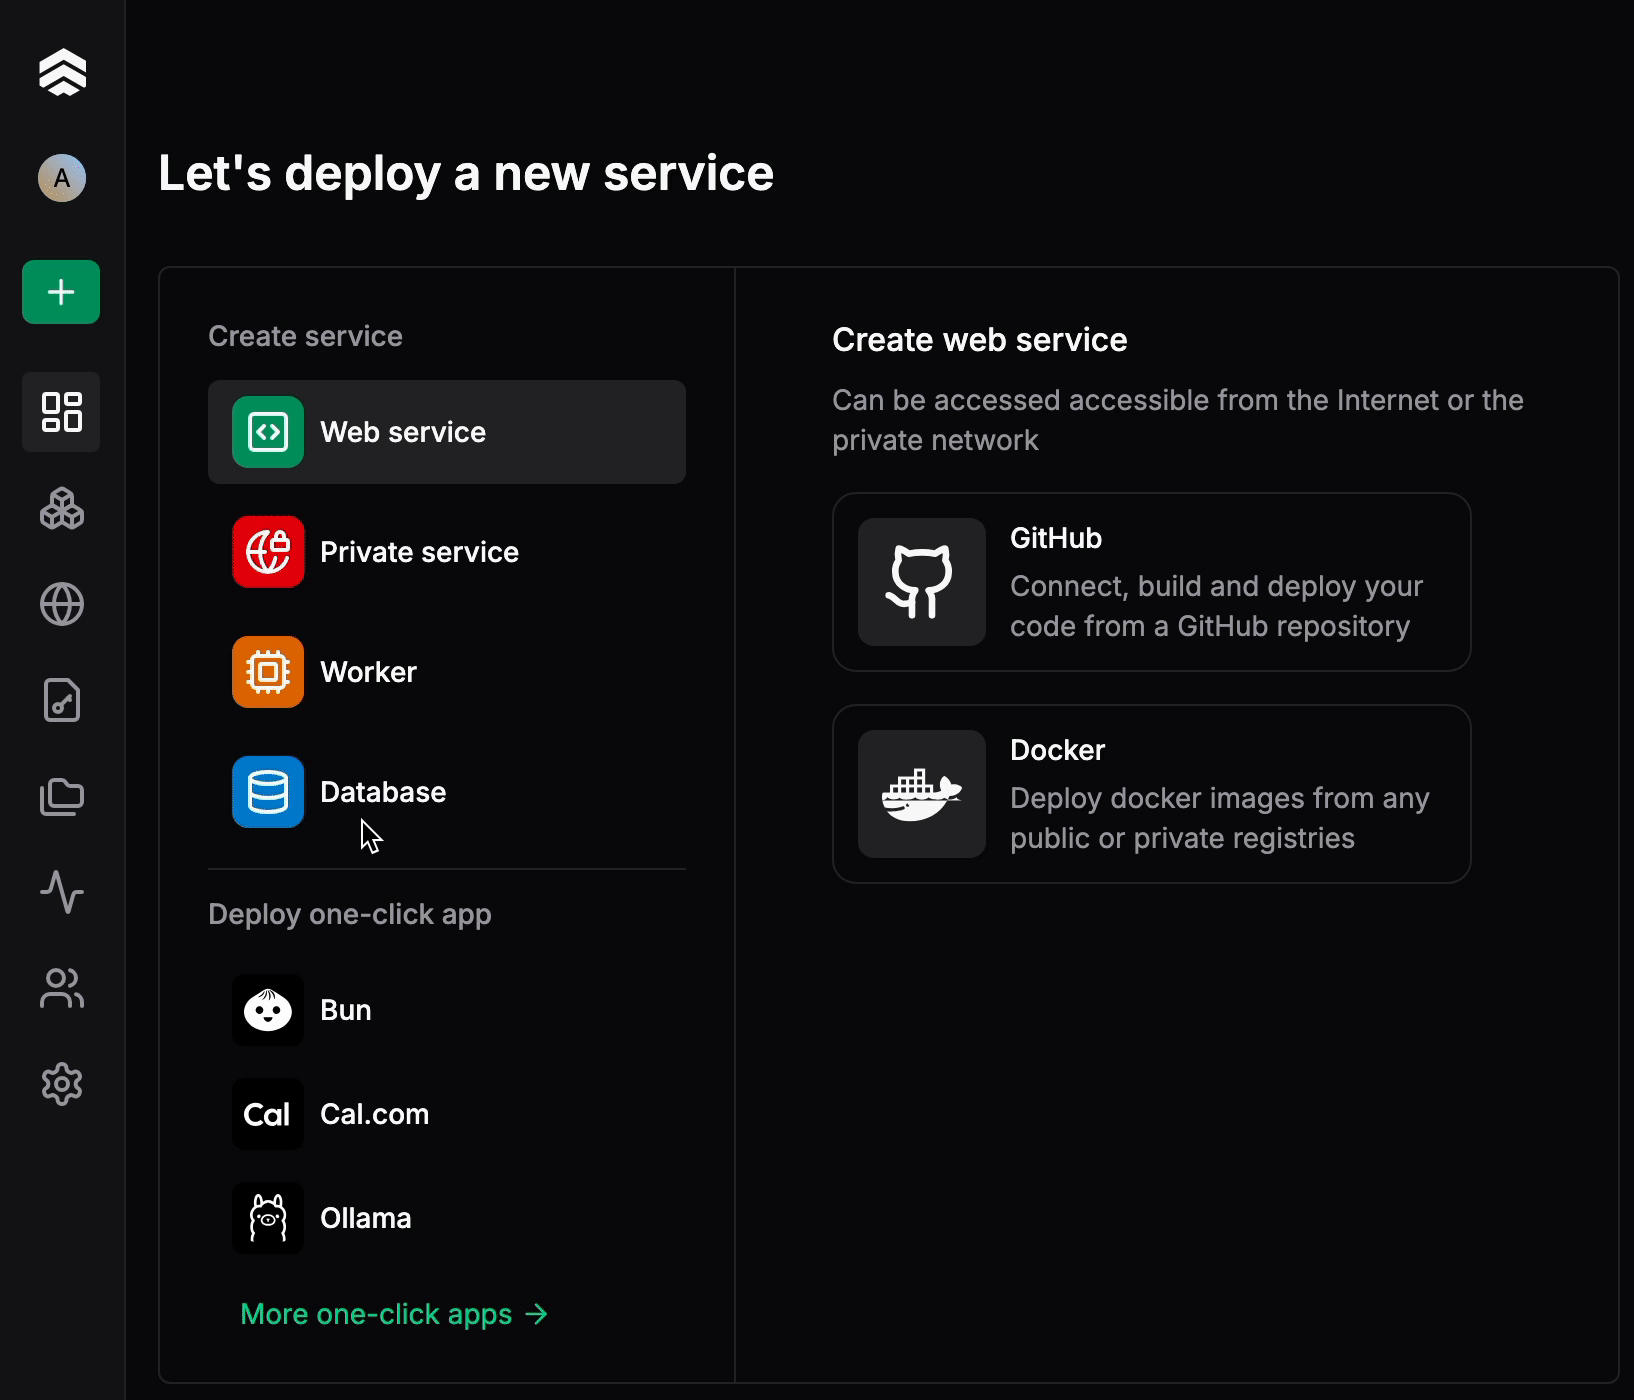 A
Let's deploy a new service
Create service
Web service
Private service
Worker
Database
Deploy one-click app
Bun
Cal
Cal.com
Ollama
More one-click apps →
Create web service
Can be accessed accessible from the Internet or the
private network
GitHub
Connect, build and deploy your
code from a GitHub repository
Docker
Deploy docker images from any
public or private registries